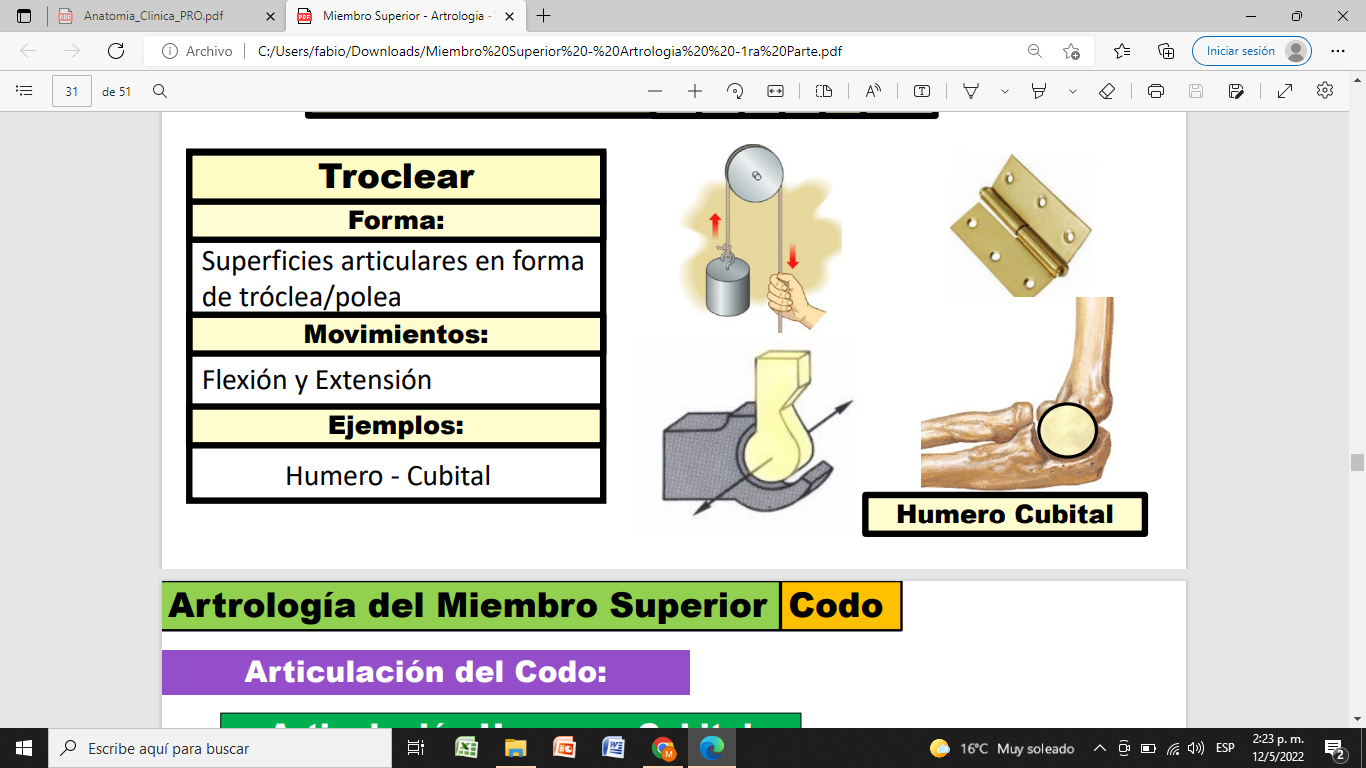 Anatomia_Clinica_PRO.pdf
Miembro Superior - Artrologia -
Archivo
C:/Users/fabio/Downloads/Miembro%20Superior%20-%20Artrologia%20%20-1ra%20Parte.pdf
Iniciar sesión
31 de 51
Troclear
Forma:
Superficies articulares en forma
de tróclea/polea
Movimientos:
Flexión y Extensión
Ejemplos:
Humero - Cubital
Humero Cubital
Artrología del Miembro Superior Codo
Articulación del Codo:
Escribe aquí para buscar
16°C Muy soleado
ESP
2:23 p. m.
12/5/2022
2